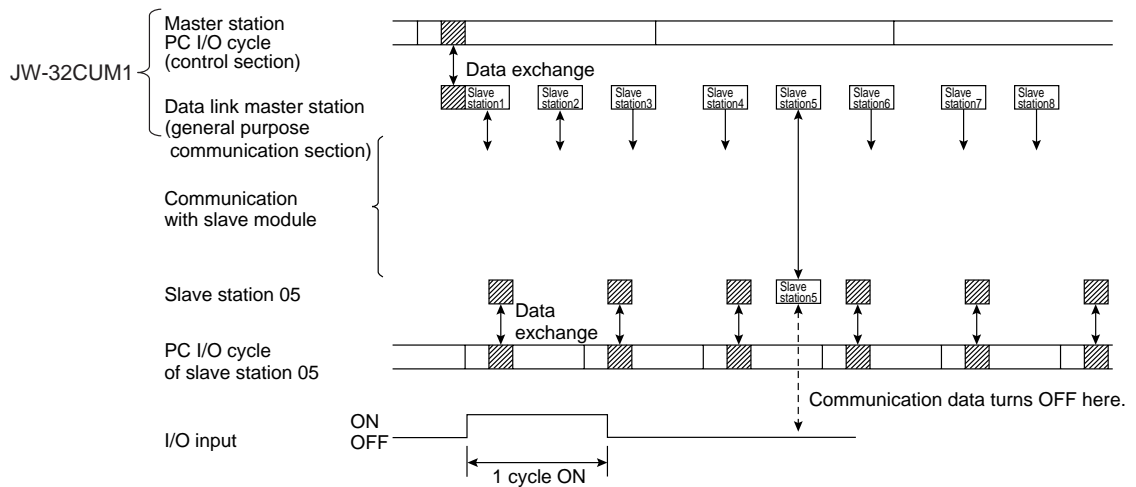 JW-32CUM1
Master station
PC I/O cycle
(control section)
Data exchange
Slave
station1
Slave
station2
Slave
station3
Slave
station4
Slave
station5
Slave
station6
Slave
station7
Slave
station8
Data link master station
(general purpose
communication section)
Communication
with slave module
Slave station 05
Slave
station5
Data
exchange
PC I/O cycle
of slave station 05
Communication data turns OFF here.
I/O input
ON
OFF
1 cycle ON